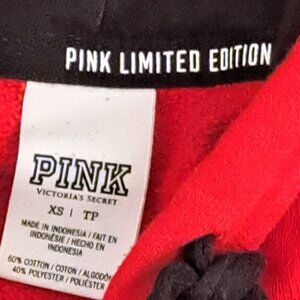 PINK LIMITED EDITION
PINK
VICTORIA'S SECRET
XS | TP
MADE IN INDONESIA / FAIT EN
INDONÉSIE / HECHO EN
INDONESIA
60% COTTON / COTON / ALGODÓN
40% POLYESTER / POLIÉSTER